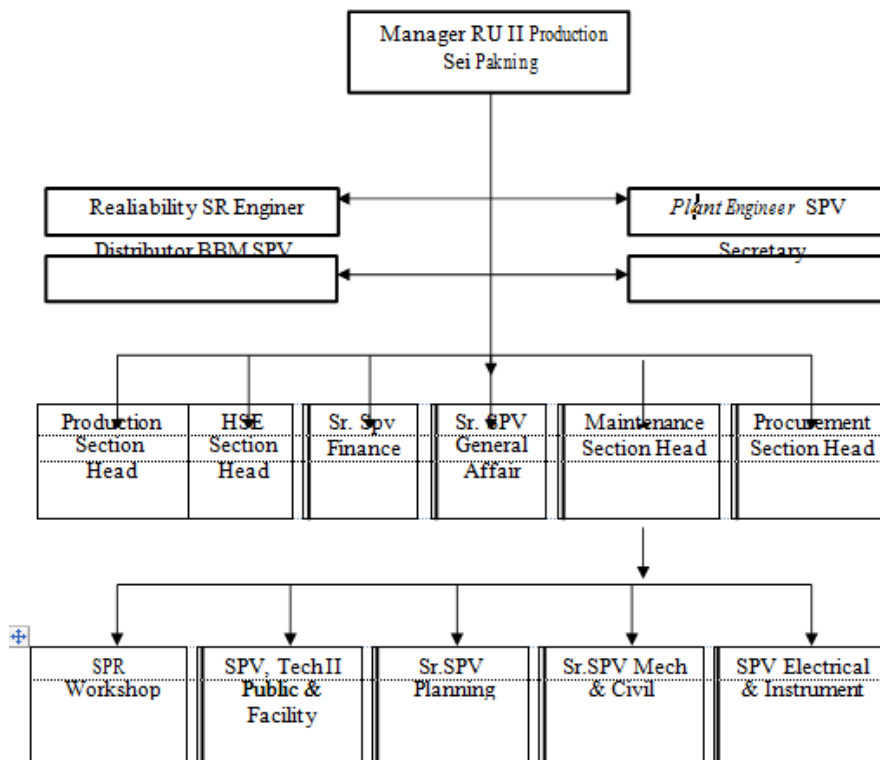 Manager RU II Production
Sei Pakning
Realiability SR Enginer
Plant Engineer SPV
Distributor BBM SPV
Secretary
Production
Section
Head
HSE
Section
Head
Sr. Spv
Finance
Sr. SPV
General
Affair
Maintenance
Section Head
Procurement
Section Head
SPR
Workshop
SPV, Tech II
Public &
Facility
Sr.SPV
Planning
Sr.SPV Mech
& Civil
SPV Electrical
& Instrument